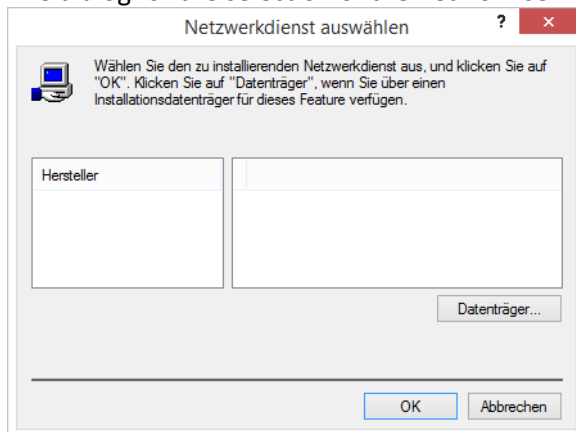 Netzwerkdienst auswählen
?
×
Wählen Sie den zu installierenden Netzwerkdienst aus, und klicken Sie auf
"OK". Klicken Sie auf "Datenträger", wenn Sie über einen
Installationsdatenträger für dieses Feature verfügen.
Hersteller
Datenträger...
OK
Abbrechen